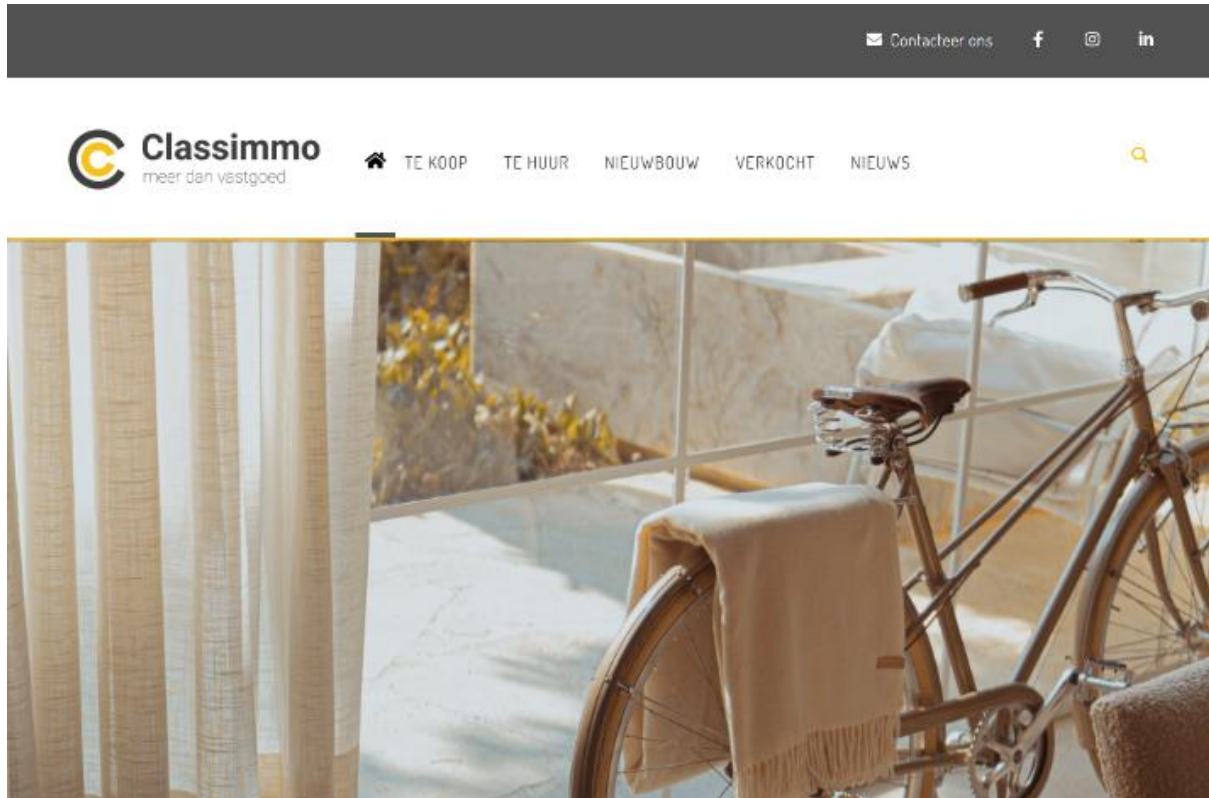 Contacteer ons
Classimmo
meer dan vastgoed
TE KOOP TE HUUR NIEUWBOUW VERKOCHT NIEUWS